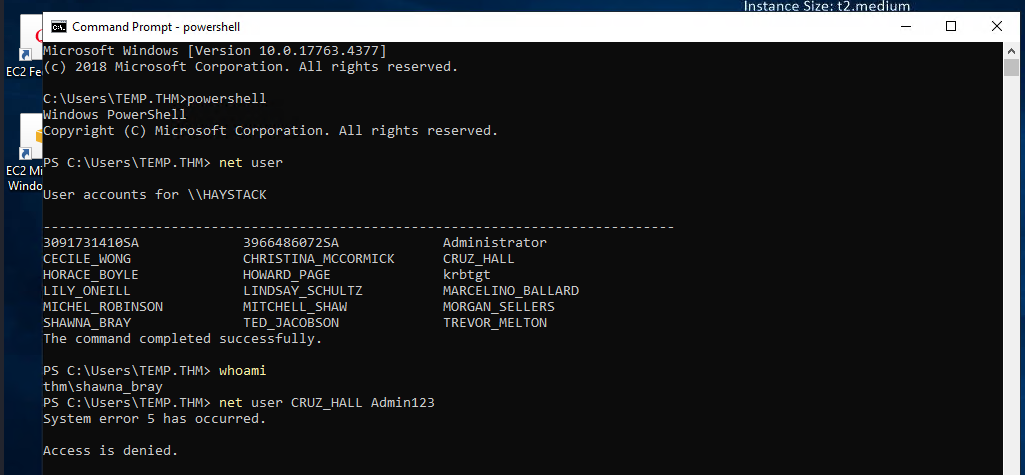 Instance Size: t2.medium
Command Prompt - powershell
Microsoft Windows [Version 10.0.17763.4377]
(c) 2018 Microsoft Corporation. All rights reserved.
EC2 Fe
C:\Users\TEMP.THM>powershell
Windows PowerShell
Copyright (C) Microsoft Corporation. All rights reserved.
PS C:\Users\TEMP.THM> net user
EC2 Mi
Windo
User accounts for \\HAYSTACK
-------------------------------------------------------------------------------
3091731410SA 3966486072SA Administrator
CECILE_WONG CHRISTINA_MCCORMICK CRUZ_HALL
HORACE_BOYLE HOWARD_PAGE krbtgt
LILY_ONEILL LINDSAY_SCHULTZ MARCELINO_BALLARD
MICHEL_ROBINSON MITCHELL_SHAW MORGAN_SELLERS
SHAWNA_BRAY TED_JACOBSON TREVOR_MELTON
The command completed successfully.
PS C:\Users\TEMP.THM> whoami
thm\shawna_bray
PS C:\Users\TEMP.THM> net user CRUZ_HALL Admin123
System error 5 has occurred.
Access is denied.